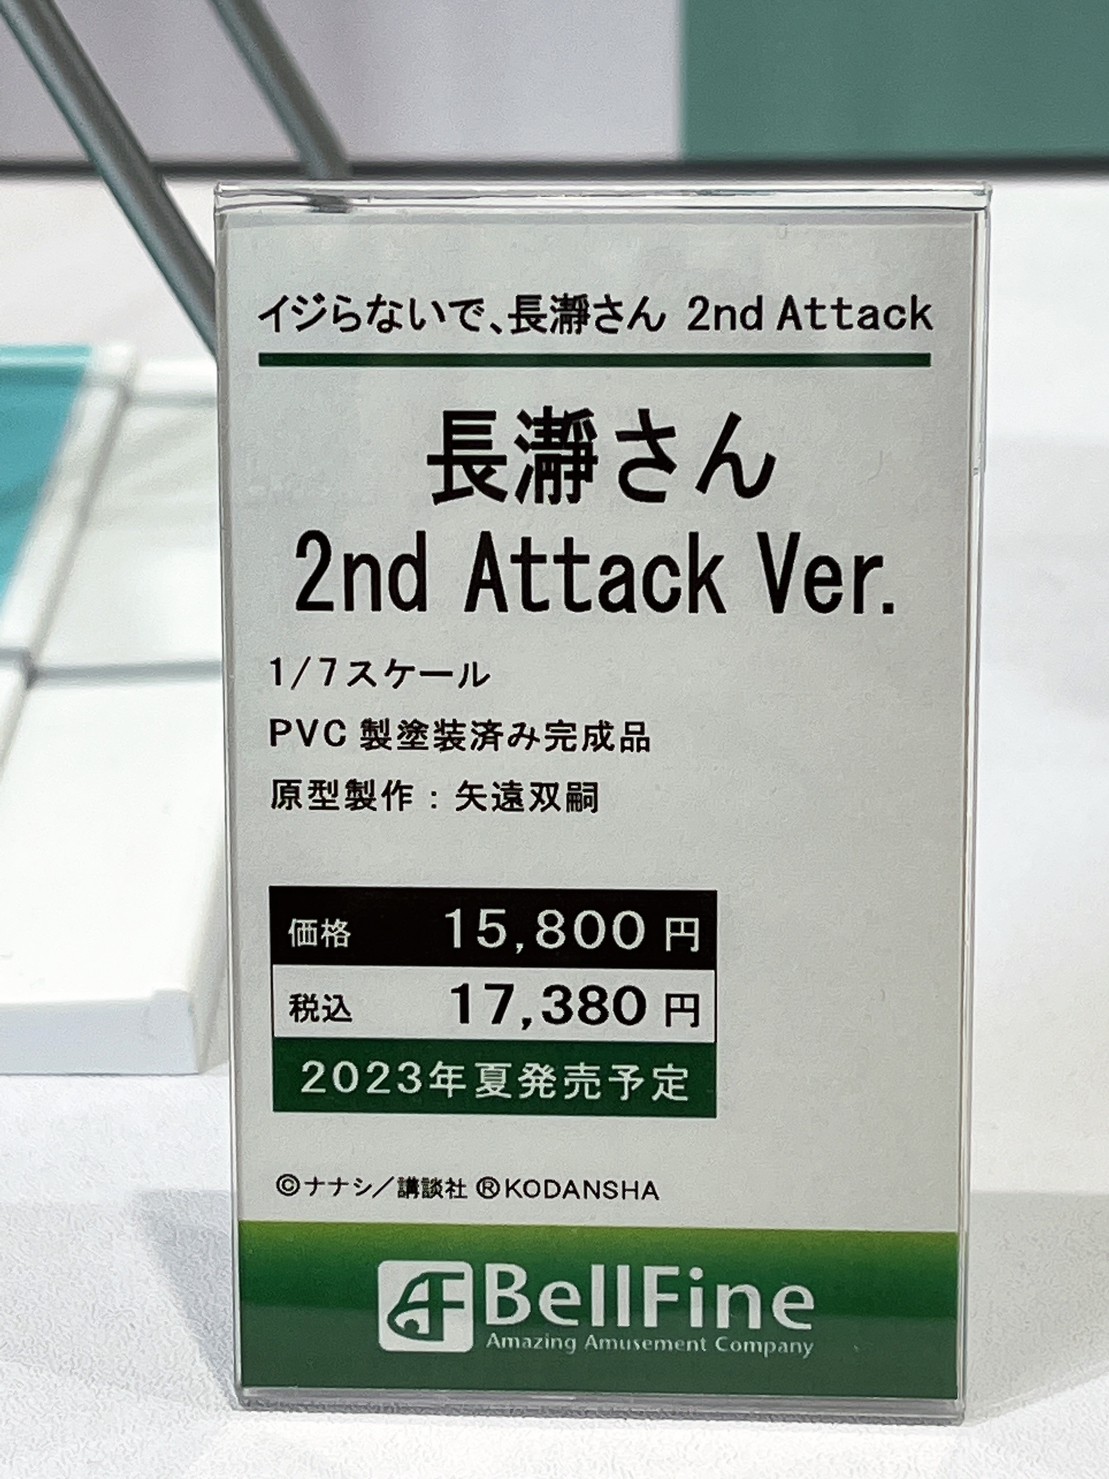 イジらないで、長瀞さん 2nd Attack
長瀞さん
2nd Attack Ver.
1/7スケール
PVC 製塗装済み完成品
原型製作：矢遠双嗣
価格 15,800 円
税込 17,380 円
2023年夏発売予定
©ナナシ／講談社 ®KODANSHA
BellFine
Amazing Amusement Company